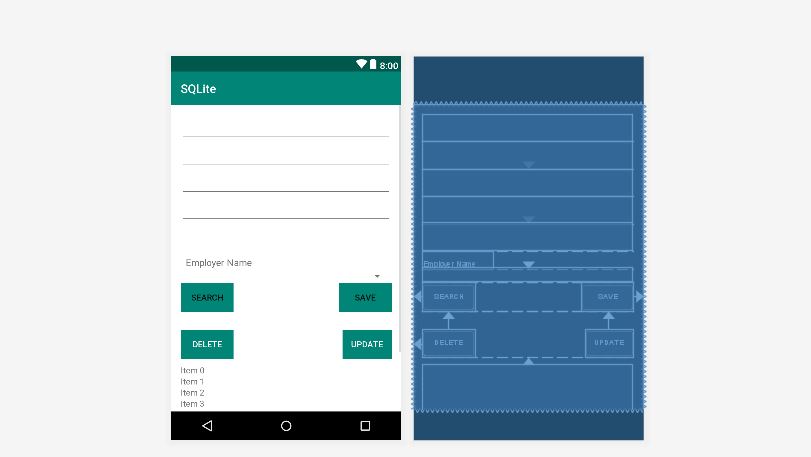 8:00
SQLite
Employer Name
SEARCH
SAVE
DELETE
UPDATE
Item 0
Item 1
Item 2
Item 3
Employer Name
SEARCH
SAVE
DELETE
UPDATE